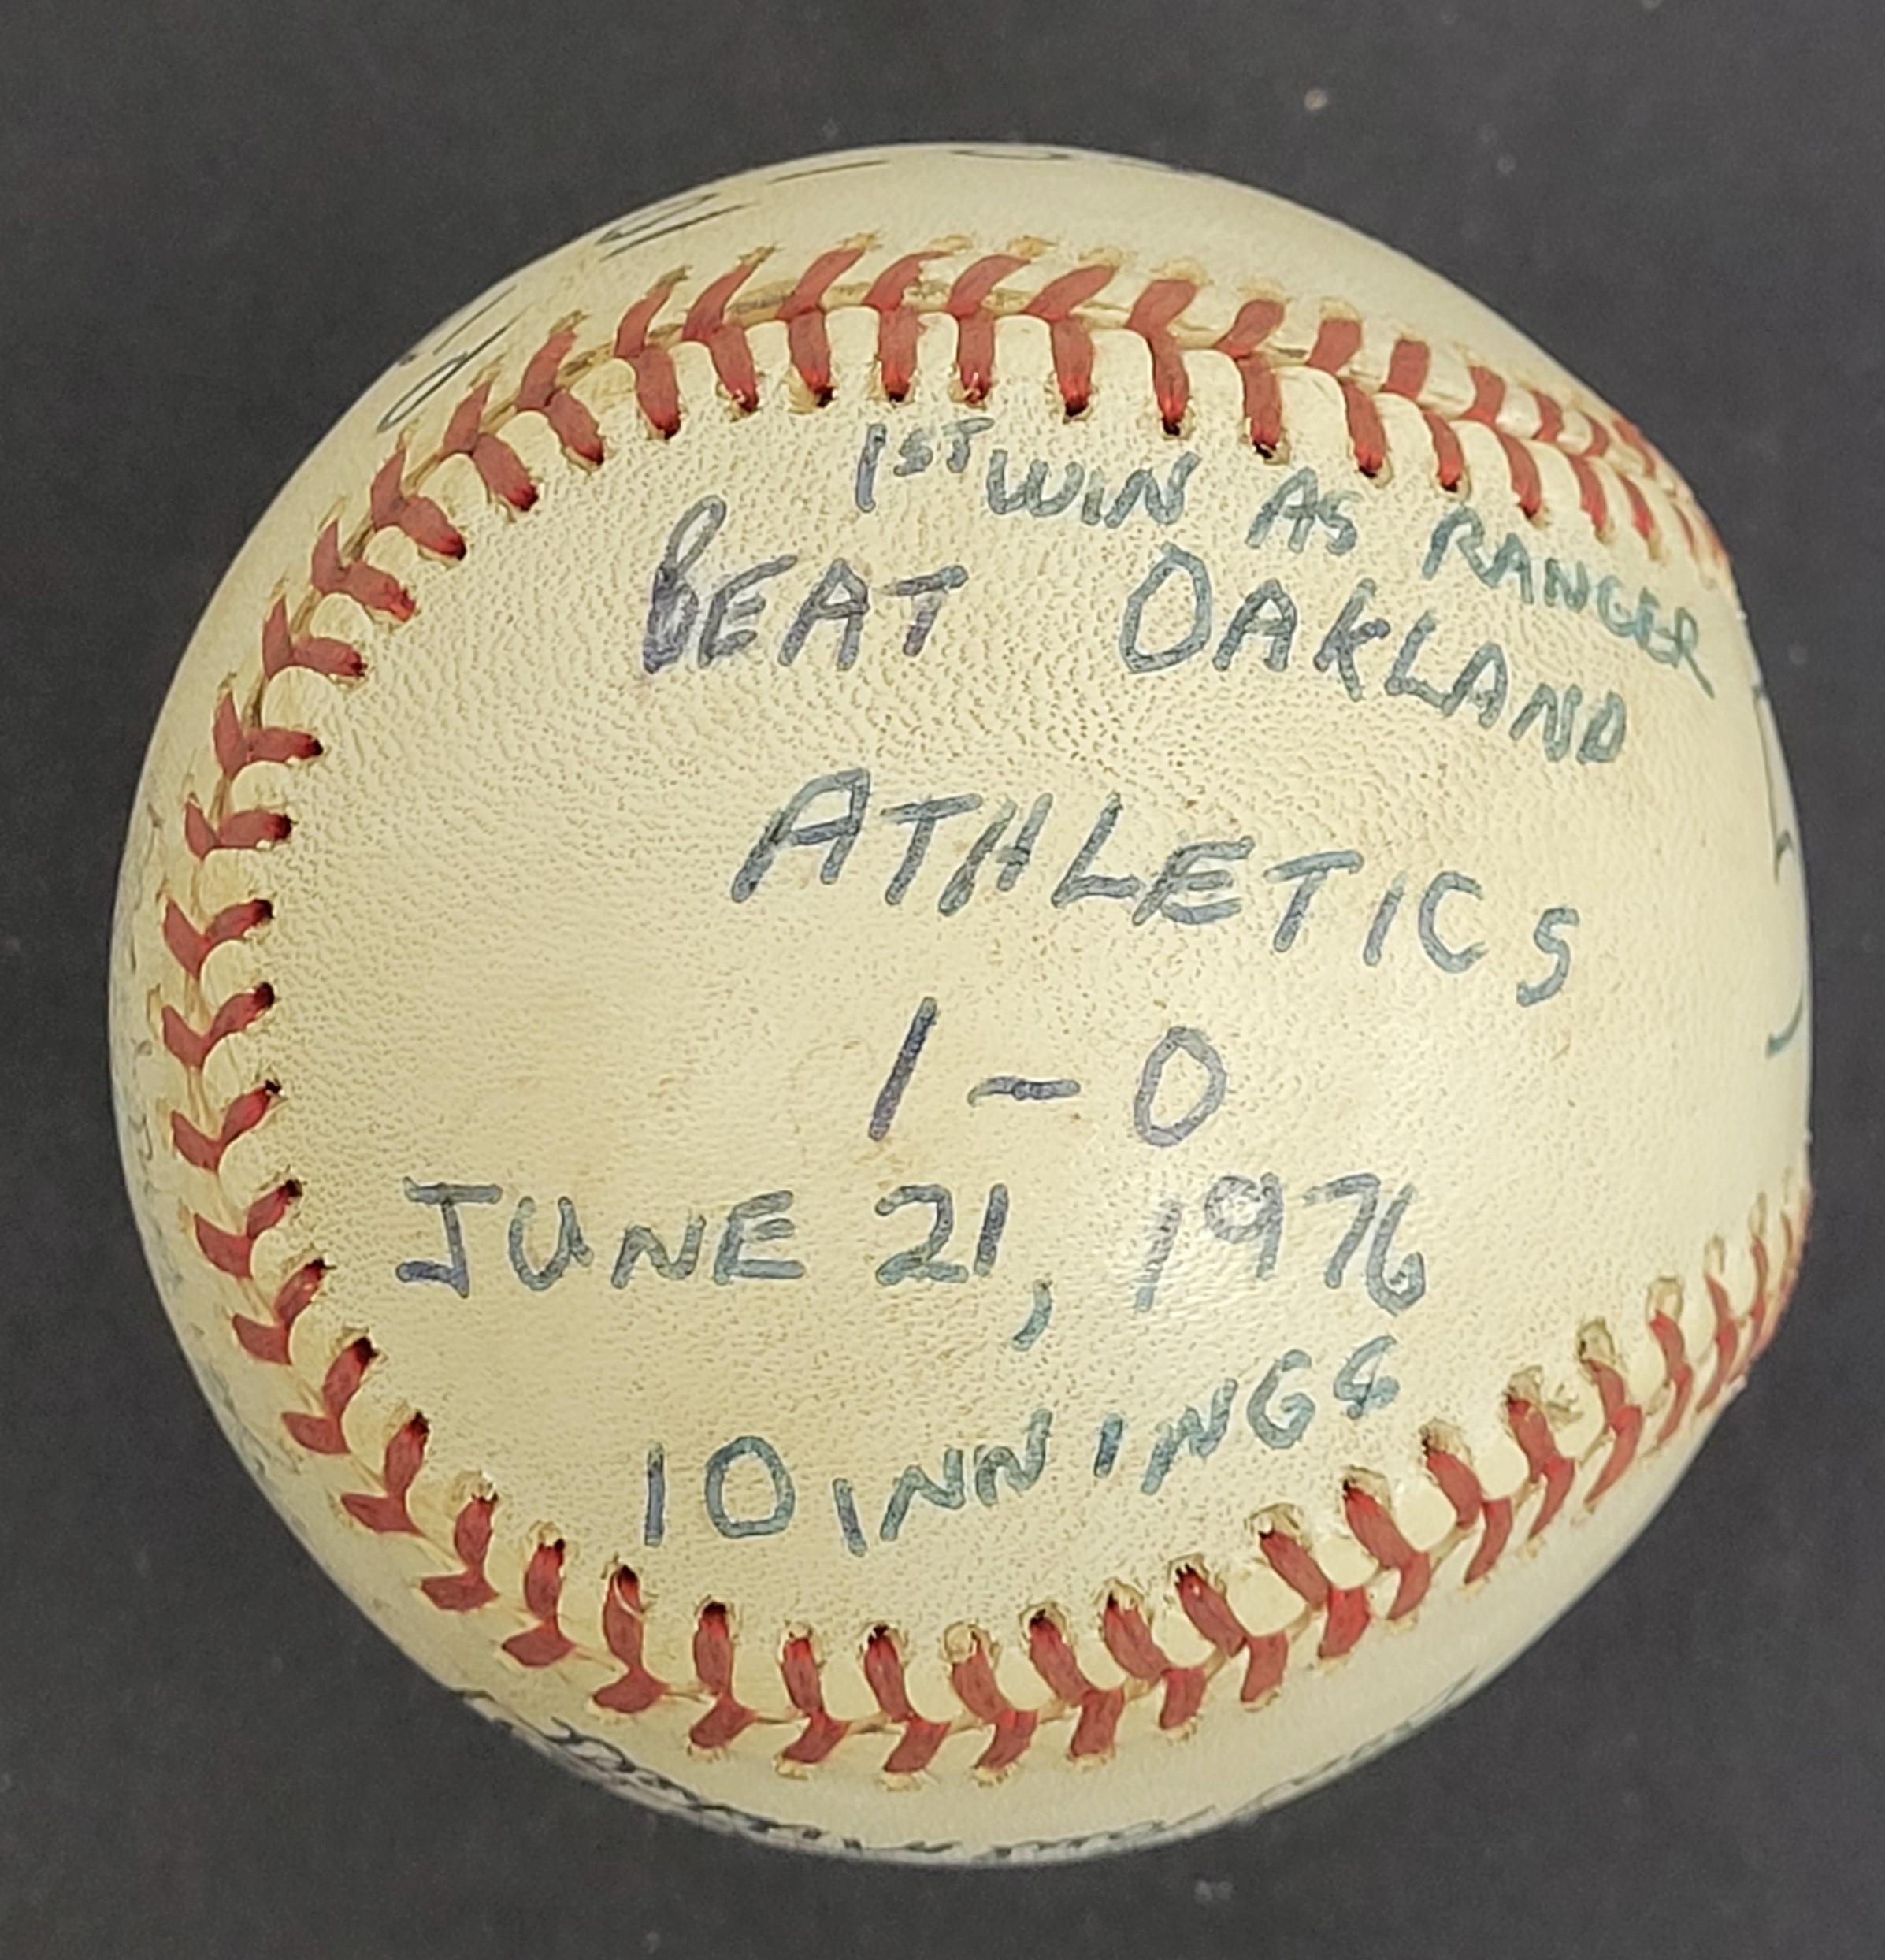 1ST WIN AS RANGER
BEAT OAKLAND
ATHLETICS
1-0
JUNE 21, 1976
10 INNINGS